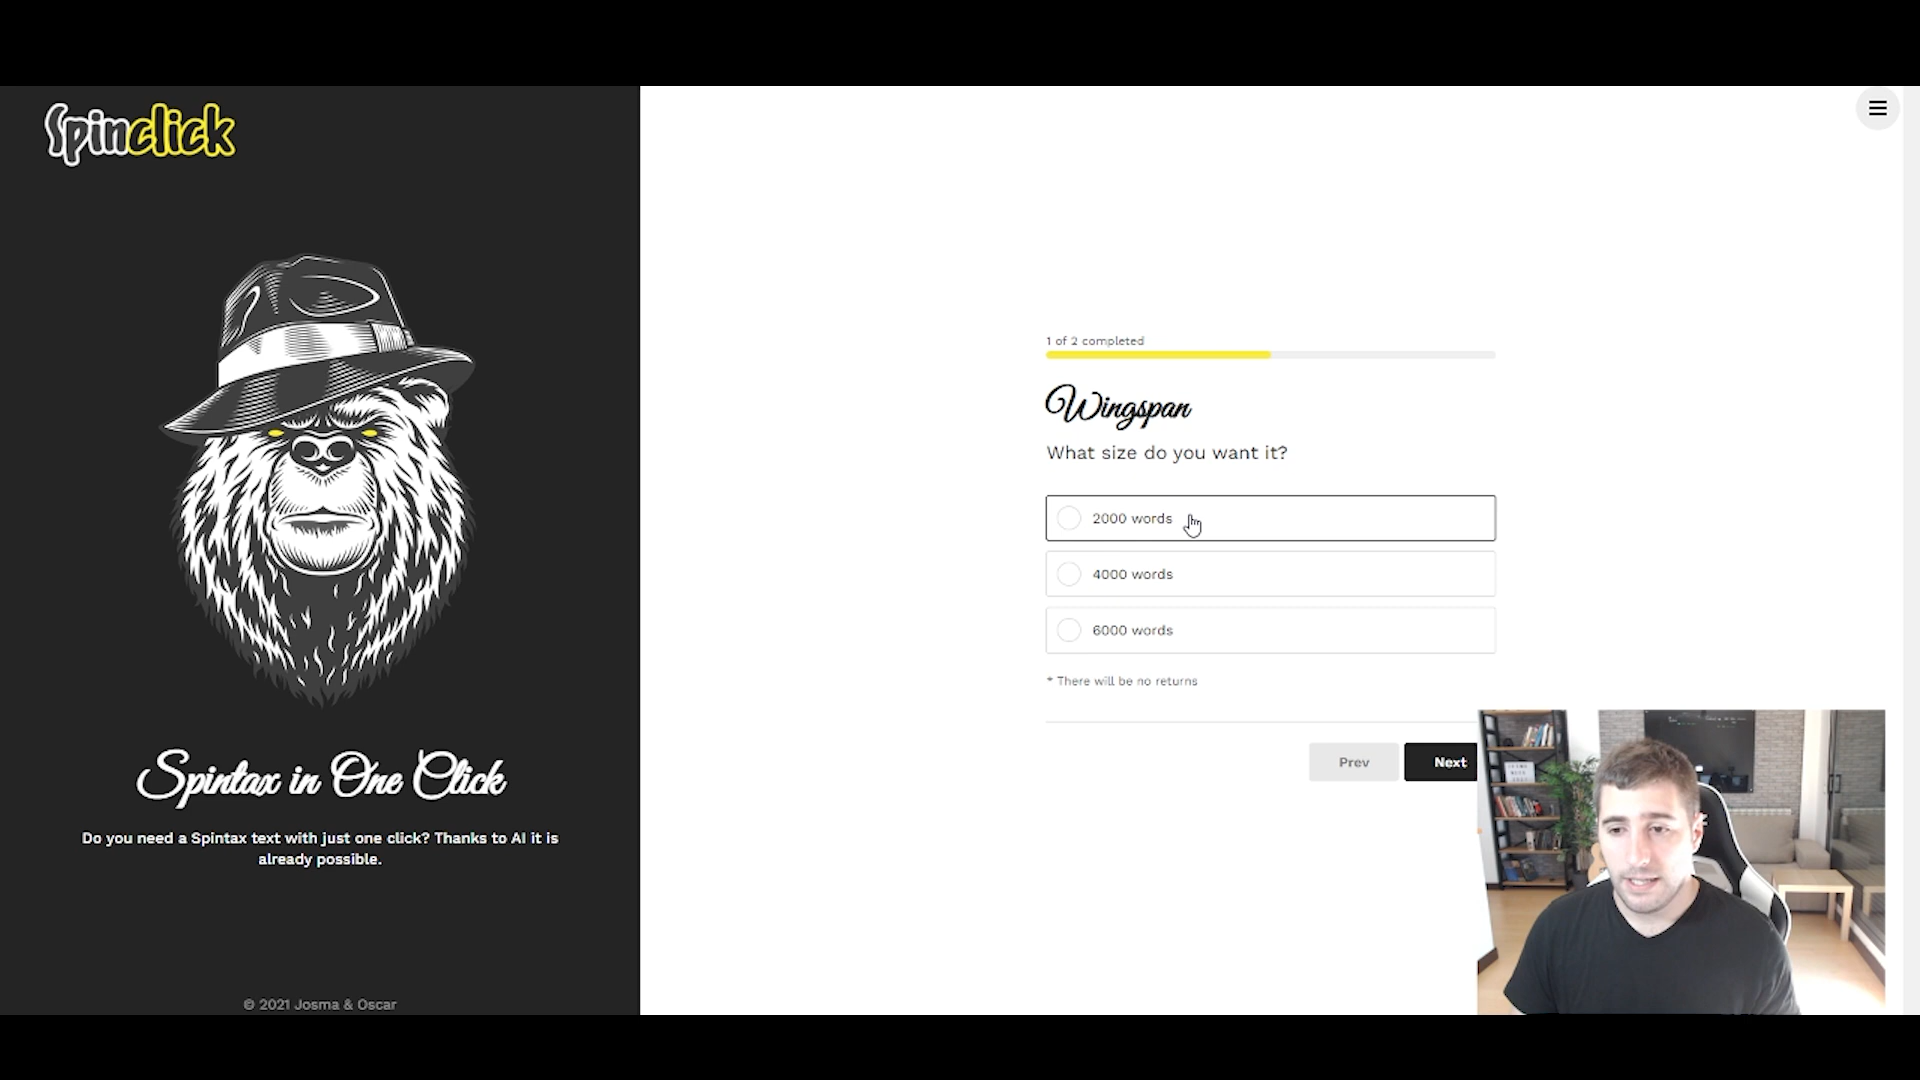 Spinclick
Spintax in One Click
Do you need a Spintax text with just one click? Thanks to AI it is
already possible.
© 2021 Josma & Oscar
1 of 2 completed
Wingspan
What size do you want it?
2000 words
4000 words
6000 words
* There will be no returns
Prev
Next